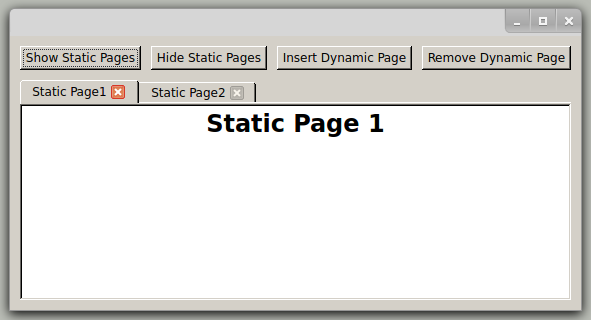 Show Static Pages Hide Static Pages Insert Dynamic Page Remove Dynamic Page
Static Page1 Static Page2
Static Page 1